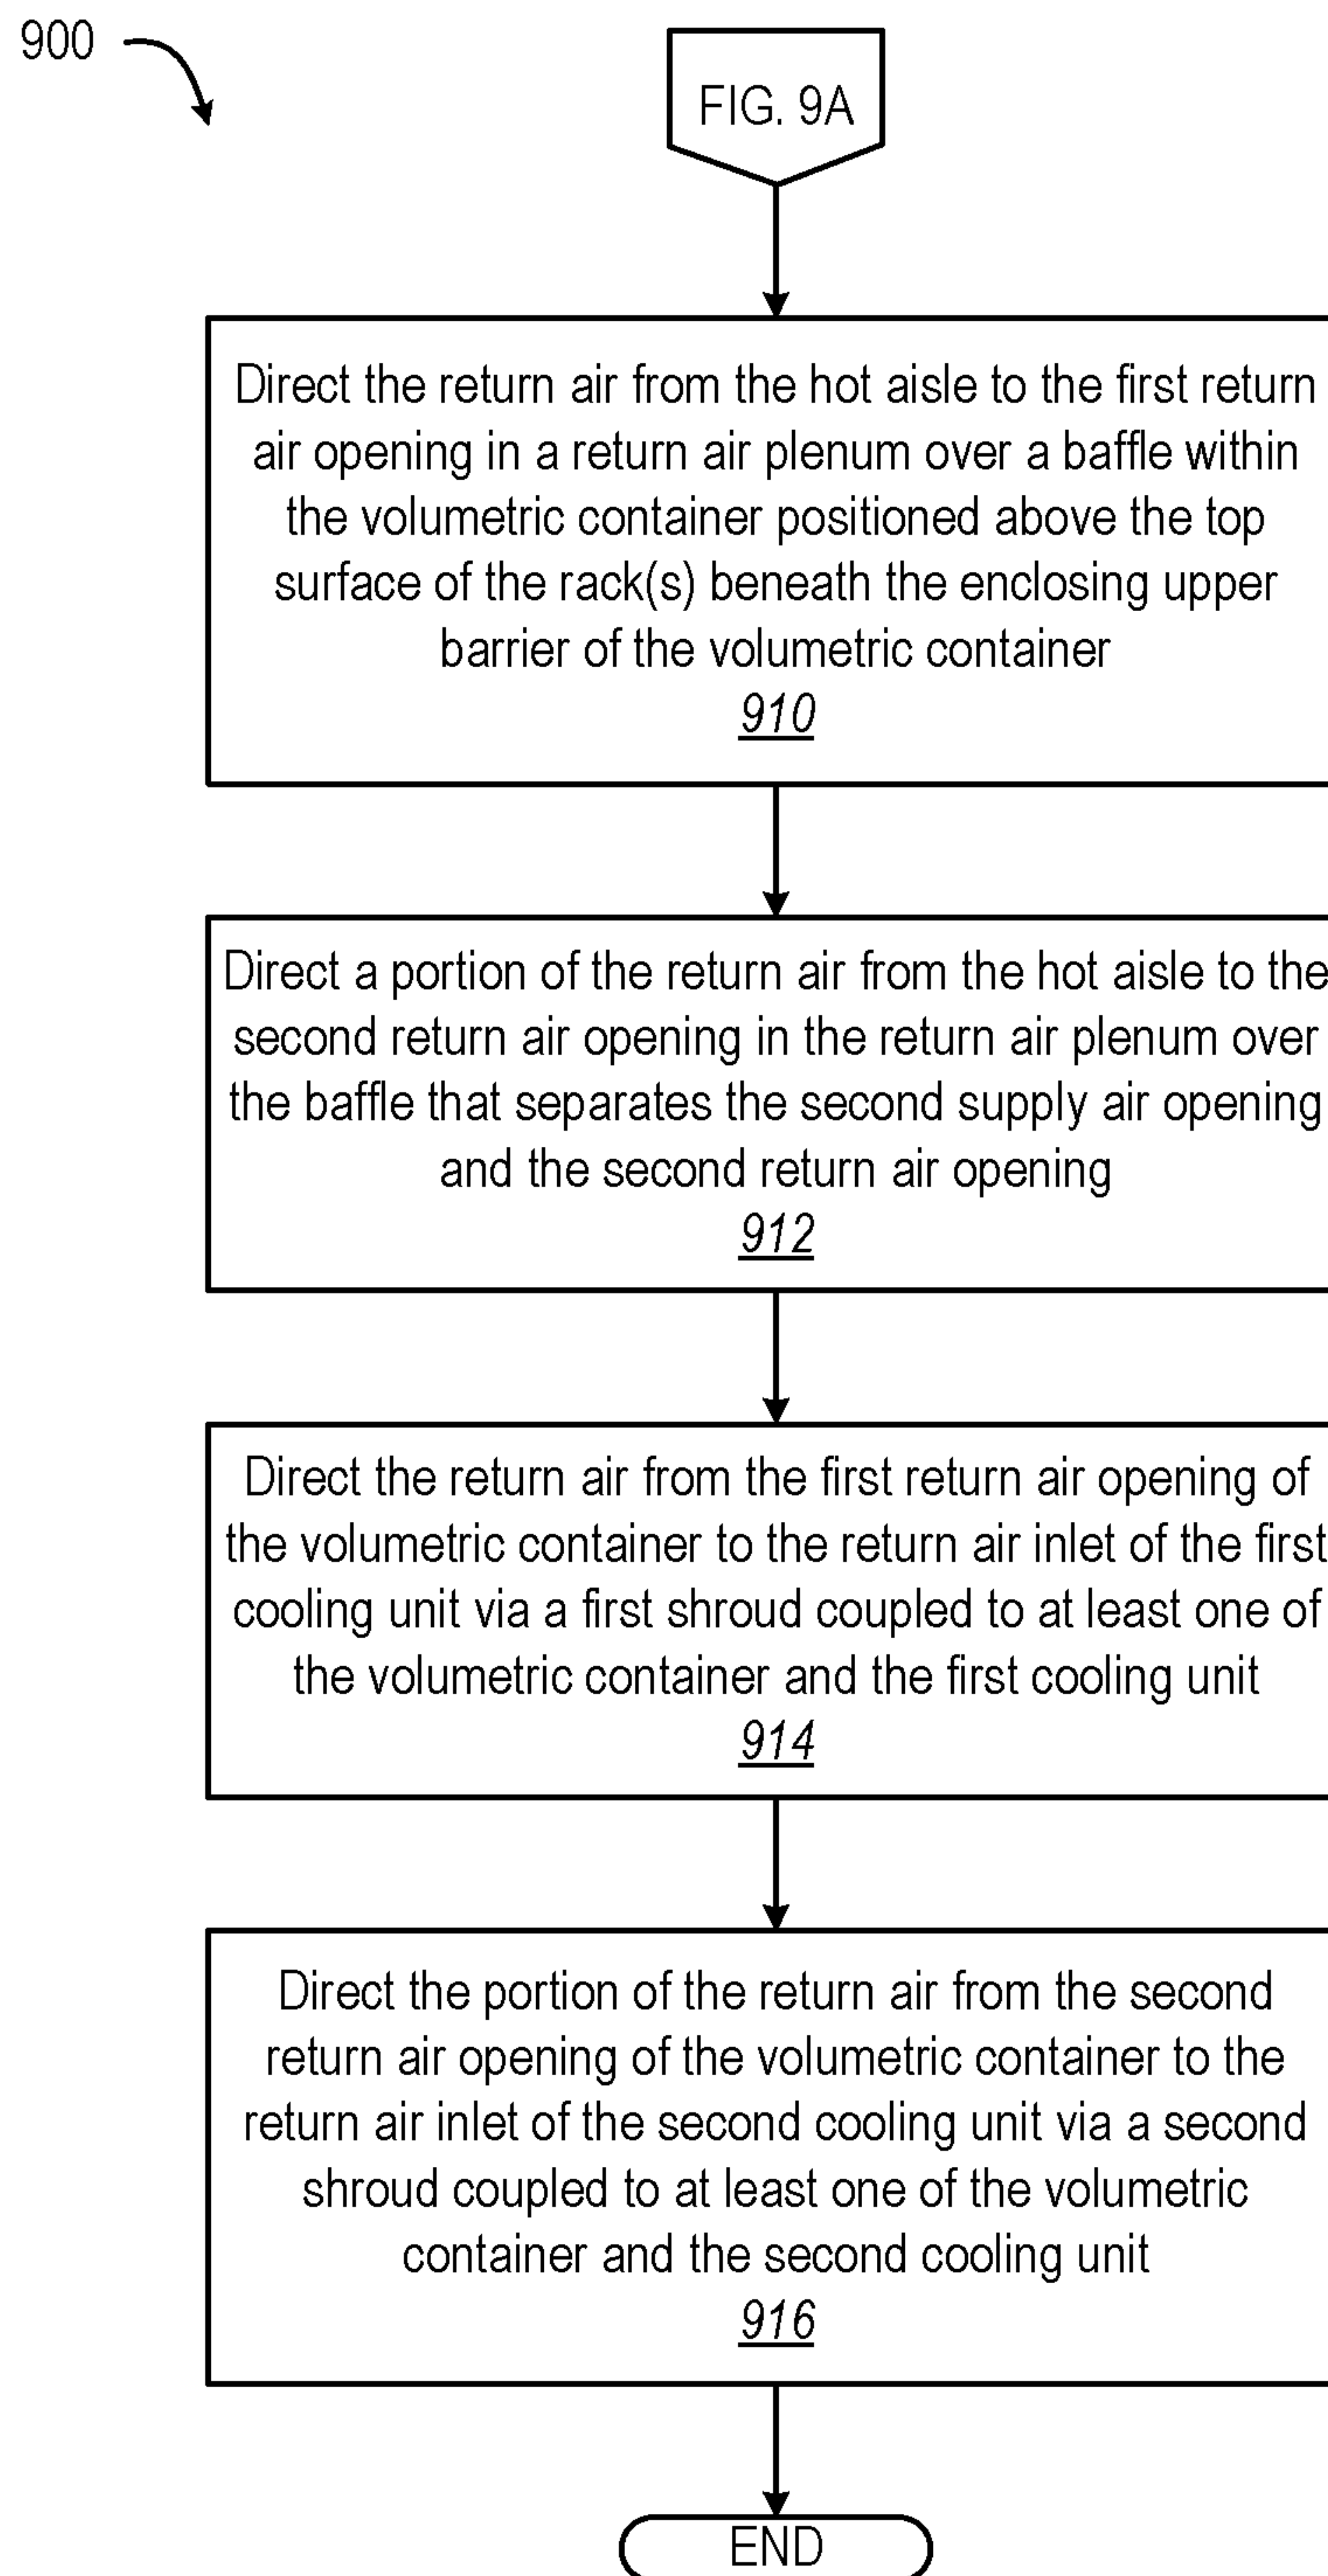 900
FIG. 9A
Direct the return air from the hot aisle to the first return
air opening in a return air plenum over a baffle within
the volumetric container positioned above the top
surface of the rack(s) beneath the enclosing upper
barrier of the volumetric container
910
Direct a portion of the return air from the hot aisle to the
second return air opening in the return air plenum over
the baffle that separates the second supply air opening
and the second return air opening
912
Direct the return air from the first return air opening of
the volumetric container to the return air inlet of the first
cooling unit via a first shroud coupled to at least one of
the volumetric container and the first cooling unit
914
Direct the portion of the return air from the second
return air opening of the volumetric container to the
return air inlet of the second cooling unit via a second
shroud coupled to at least one of the volumetric
container and the second cooling unit
916
END